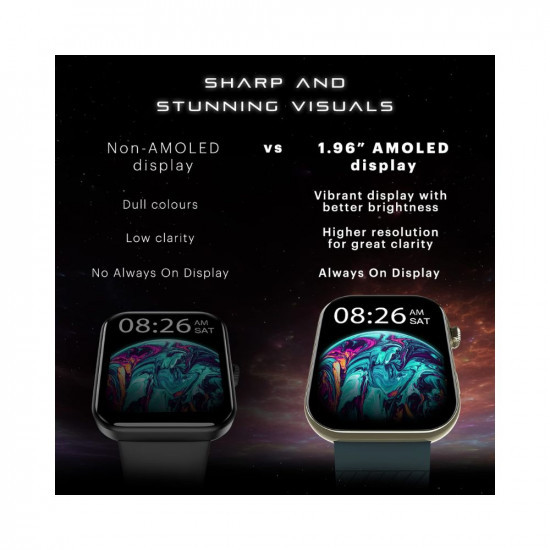 SHARP AND
STUNNING VISUALS
Non-AMOLED
display
vs
1.96” AMOLED
display
Dull colours
Vibrant display with
better brightness
Low clarity
Higher resolution
for great clarity
No Always On Display
Always On Display
08:26 AM
SAT
08:26 AM
SAT